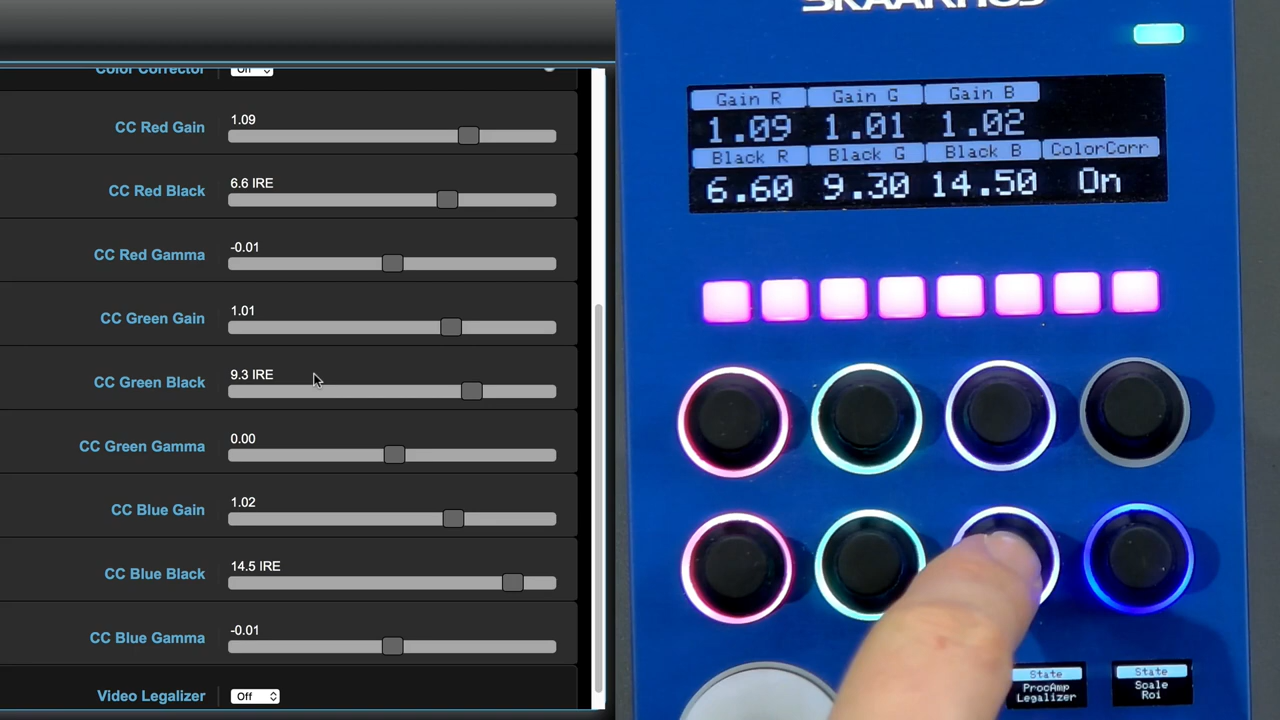 Color Corrector
CC Red Gain 1.09
CC Red Black 6.6 IRE
CC Red Gamma -0.01
CC Green Gain 1.01
CC Green Black 9.3 IRE
CC Green Gamma 0.00
CC Blue Gain 1.02
CC Blue Black 14.5 IRE
CC Blue Gamma -0.01
Video Legalizer Off
Gain R Gain G Gain B
1.09 1.01 1.02
Black R Black G Black B ColorCorr
6.60 9.30 14.50 On
State
ProcAmp
Legalizer
State
Scale
Roi